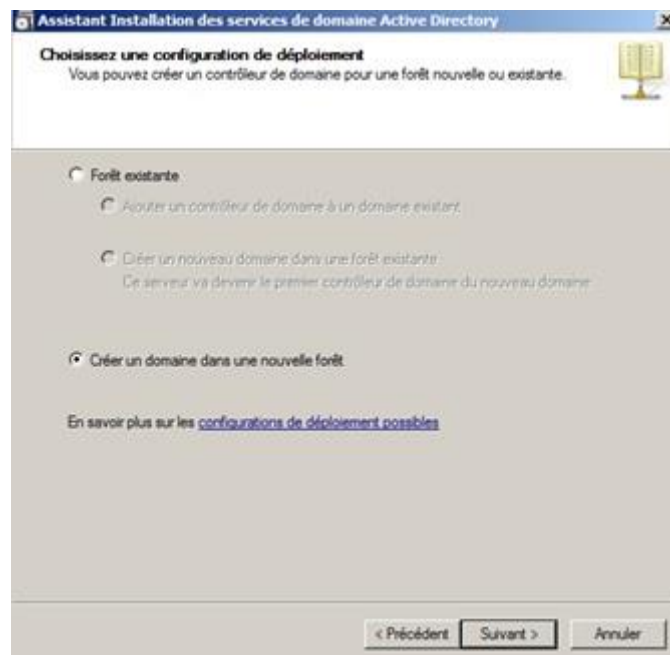 Assistant Installation des services de domaine Active Directory
Choisissez une configuration de déploiement
Vous pouvez créer un contrôleur de domaine pour une forêt nouvelle ou existante.
Forêt existante
Ajouter un contrôleur de domaine à un domaine existant
Créer un nouveau domaine dans une forêt existante
Ce serveur va devenir le premier contrôleur de domaine du nouveau domaine
Créer un domaine dans une nouvelle forêt
En savoir plus sur les configurations de déploiement possibles
< Précédent Suivant > Annuler